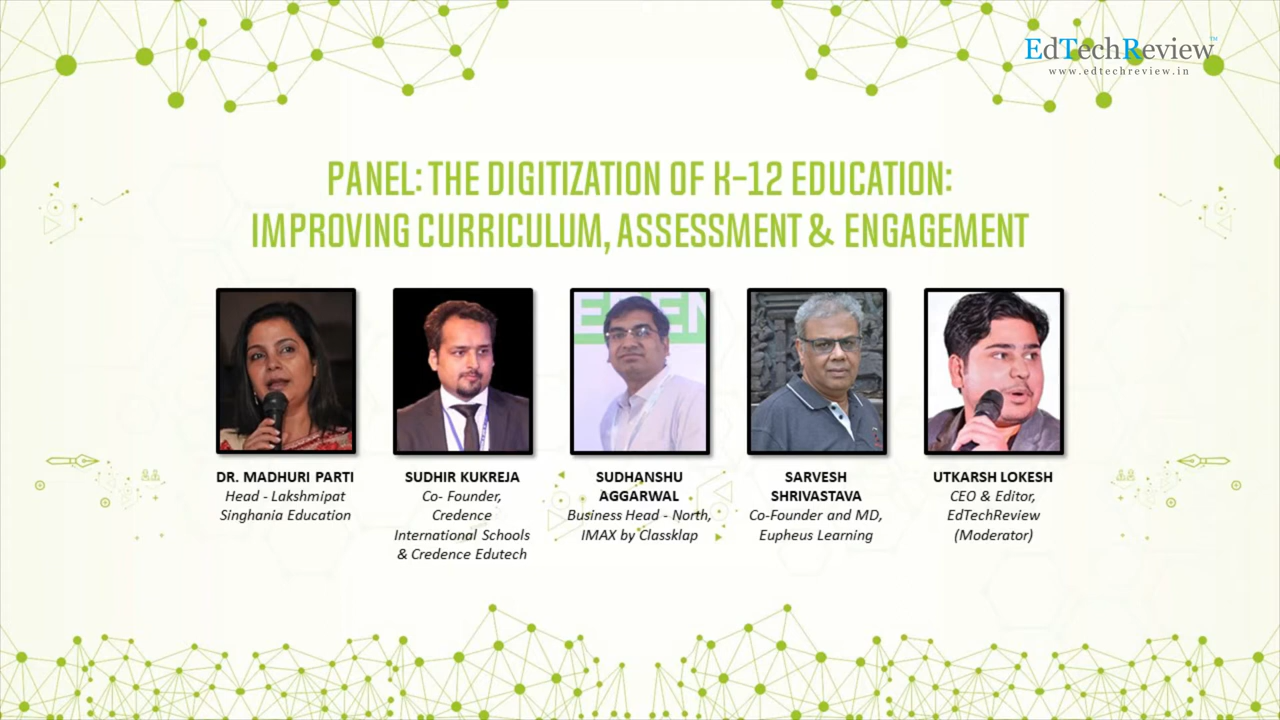 EdTechReview™
www.edtechreview.in
PANEL: THE DIGITIZATION OF K-12 EDUCATION:
IMPROVING CURRICULUM, ASSESSMENT & ENGAGEMENT
DR. MADHURI PARTI
Head - Lakshmipat
Singhania Education
SUDHIR KUKREJA
Co- Founder,
Credence
International Schools
& Credence Edutech
SUDHANSHU
AGGARWAL
Business Head - North,
IMAX by Classklap
SARVESH
SHRIVASTAVA
Co-Founder and MD,
Eupheus Learning
UTKARSH LOKESH
CEO & Editor,
EdTechReview
(Moderator)